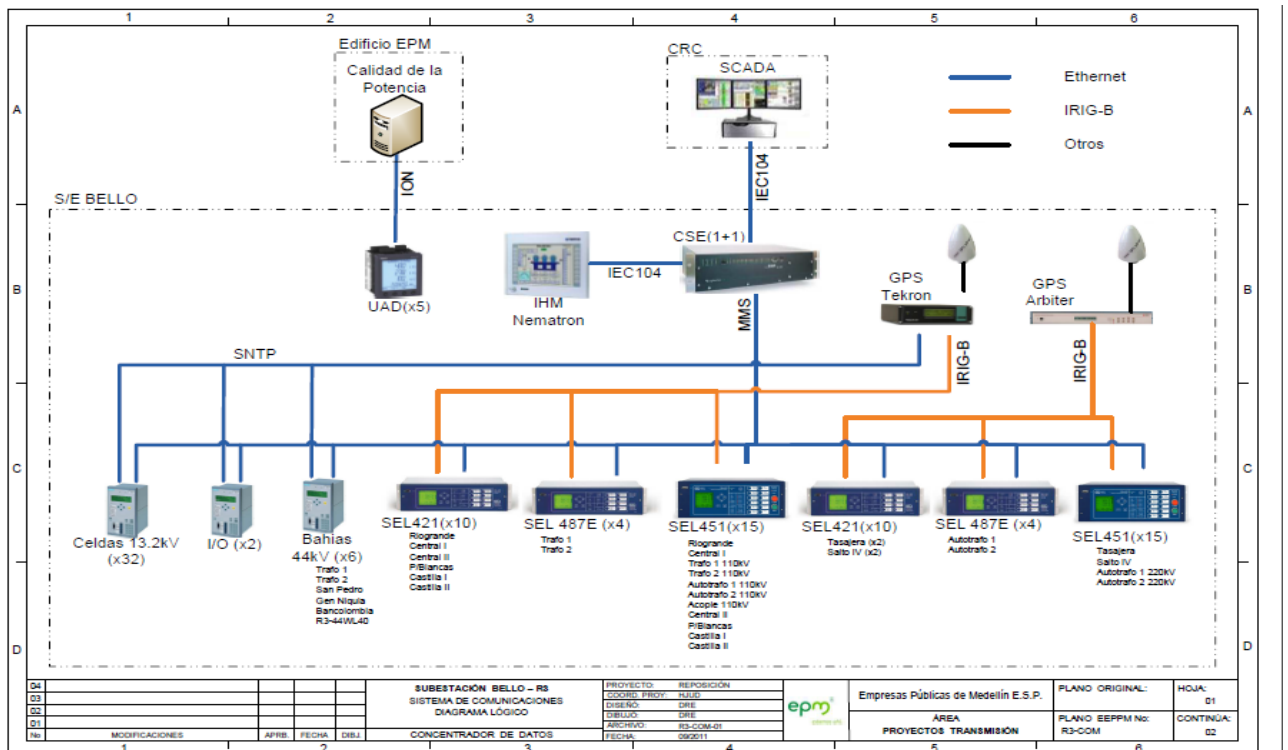 1 2 3 4 5 6
Edificio EPM
Calidad de la
Potencia
CRC
SCADA
Ethernet
IRIG-B
Otros
A
A
ION
IEC104
S/E BELLO
CSE(1+1)
IEC104
UAD(x5)
IHM
Nematron
MMS
GPS
Tekron
GPS
Arbiter
B
B
SNTP
IRIG-B
IRIG-B
C
C
Celdas 13.2kV
(x32)
I/O (x2)
Bahias
44kV (x6)
Trafo 1
Trafo 2
San Pedro
Gen Niquia
Bancolombia
R3-44WL40
SEL421(x10)
Riogrande
Central I
Central II
P/Blancas
Castilla I
Castilla II
SEL 487E (x4)
Trafo 1
Trafo 2
SEL451(x15)
Riogrande
Central I
Trafo 1 110kV
Trafo 2 110kV
Autotrafo 1 110kV
Autotrafo 2 110kV
Acople 110kV
Central II
P/Blancas
Castilla I
Castilla II
SEL421(x10)
Tasajera (x2)
Salto IV (x2)
SEL 487E (x4)
Autotrafo 1
Autotrafo 2
SEL451(x15)
Tasajera
Salto IV
Autotrafo 1 220kV
Autotrafo 2 220kV
D
D
04
03
02
01
No MODIFICACIONES APRB. FECHA DIBJ.
SUBESTACIÓN BELLO – R3
SISTEMA DE COMUNICACIONES
DIAGRAMA LÓGICO
CONCENTRADOR DE DATOS
PROYECTO: REPOSICIÓN
COORD. PROY: HJUD
DISEÑO: DRE
DIBUJO: DRE
ARCHIVO: R3-COM-01
FECHA: 09/2011
epm
Empresas Públicas de Medellín E.S.P.
ÁREA
PROYECTOS TRANSMISIÓN
PLANO ORIGINAL:
PLANO EEPPM No:
R3-COM
HOJA:
01
CONTINÚA:
02
1 2 3 4 5 6